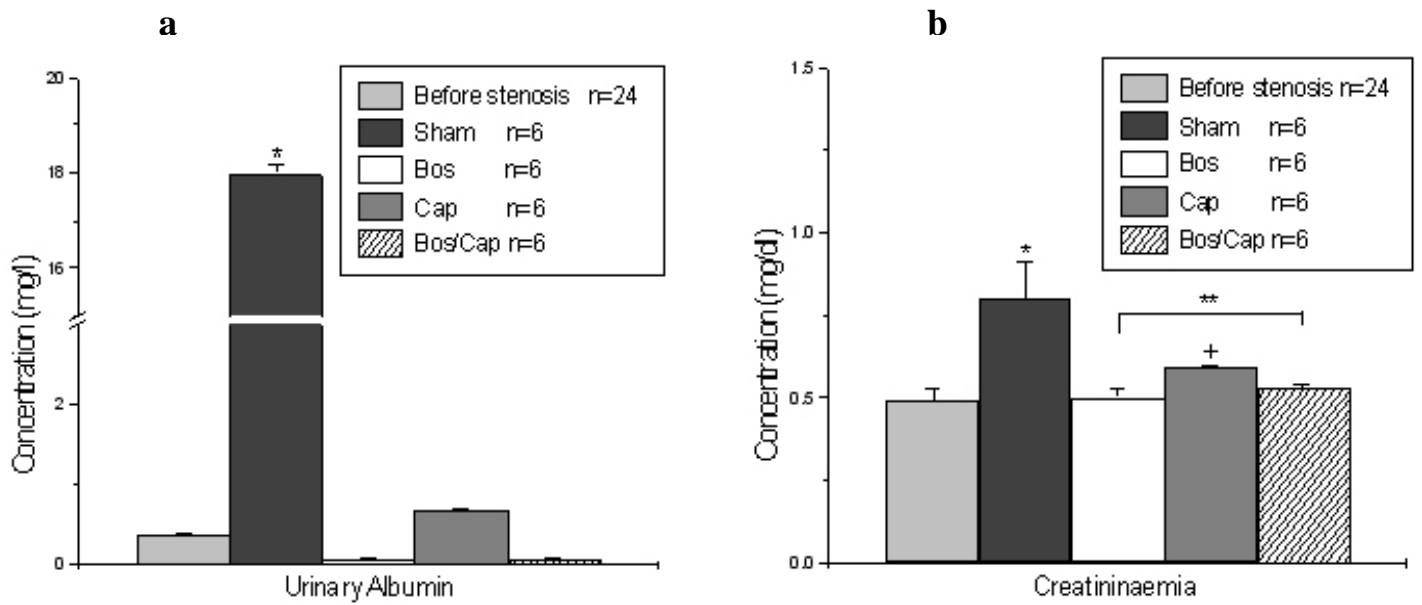 a
20
18
16
2
0
Concentration (mg/l)
Before stenosis n=24
Sham n=6
Bos n=6
Cap n=6
Bos/Cap n=6
*
Urinary Albumin
b
1.5
1.0
0.5
0.0
Concentration (mg/dl)
Before stenosis n=24
Sham n=6
Bos n=6
Cap n=6
Bos/Cap n=6
*
**
+
Creatininaemia